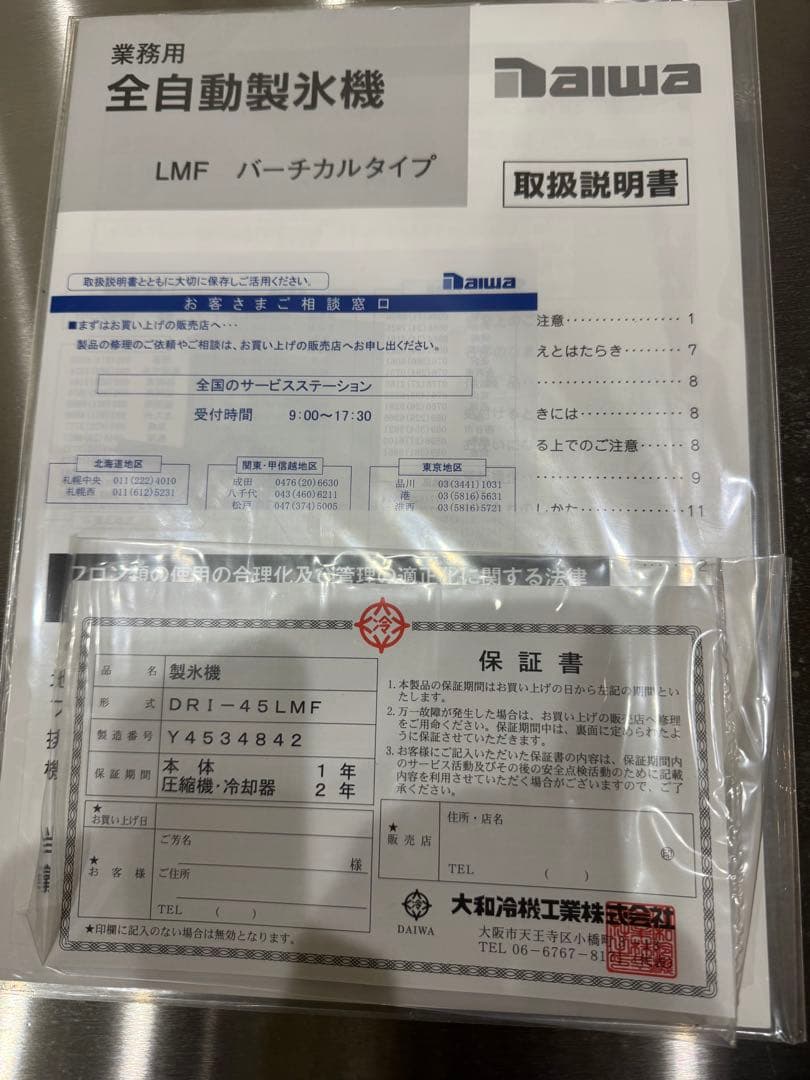 業務用
全自動製氷機
Daiwa
LMF バーチカルタイプ
取扱説明書
取扱説明書とともに大切に保存しご活用ください。
Daiwa
お客さまご相談窓口
■まずはお買い上げの販売店へ・・・
製品の修理のご依頼やご相談は、お買い上げの販売店へお申し出ください。
全国のサービスステーション
受付時間 9:00〜17:30
北海道地区
札幌中央 011(222)4010
札幌西 011(612)5231
関東・甲信越地区
成田 0476(20)6630
八千代 043(460)6211
松戸 047(374)5005
東京地区
品川 03(3441)1031
港 03(5816)5631
港西 03(5816)5721
注意・・・・・・・・・・・・・・・・ 1
えとはたらき・・・・・・・・ 7
・・・・・・・・・・・・・・・・・・・・ 8
きには・・・・・・・・・・・・・・ 8
る上でのご注意・・・・・・ 8
・・・・・・・・・・・・・・・・・・・・ 9
しかた・・・・・・・・・・・・・・11
フロン類の使用の合理化及び管理の適正化に関する法律
冷
保証書
品名 製氷機
形式 DRI-45LMF
製造番号 Y4534842
保証期間 本体 1年
圧縮機・冷却器 2年
1.本製品の保証期間はお買い上げの日から左記の期間といたします。
2.万一故障が発生した場合は、お買い上げの販売店へ修理をご用命ください。保証期間中は、裏面に定められたように保証させていただきます。
3.お客様にご記入いただいた保証書の内容は、保証期間内のサービス活動及びその後の安全点検活動のために記載内容を利用させていただく場合がございますので、ご了承ください。
★お買い上げ日
★お客様
ご芳名
様
ご住所
TEL ( )
★販売店
住所・店名
印
TEL ( )
★印欄に記入のない場合は無効となります。
冷
DAIWA
大和冷機工業株式会社
大阪市天王寺区小橋町
TEL 06-6767-81